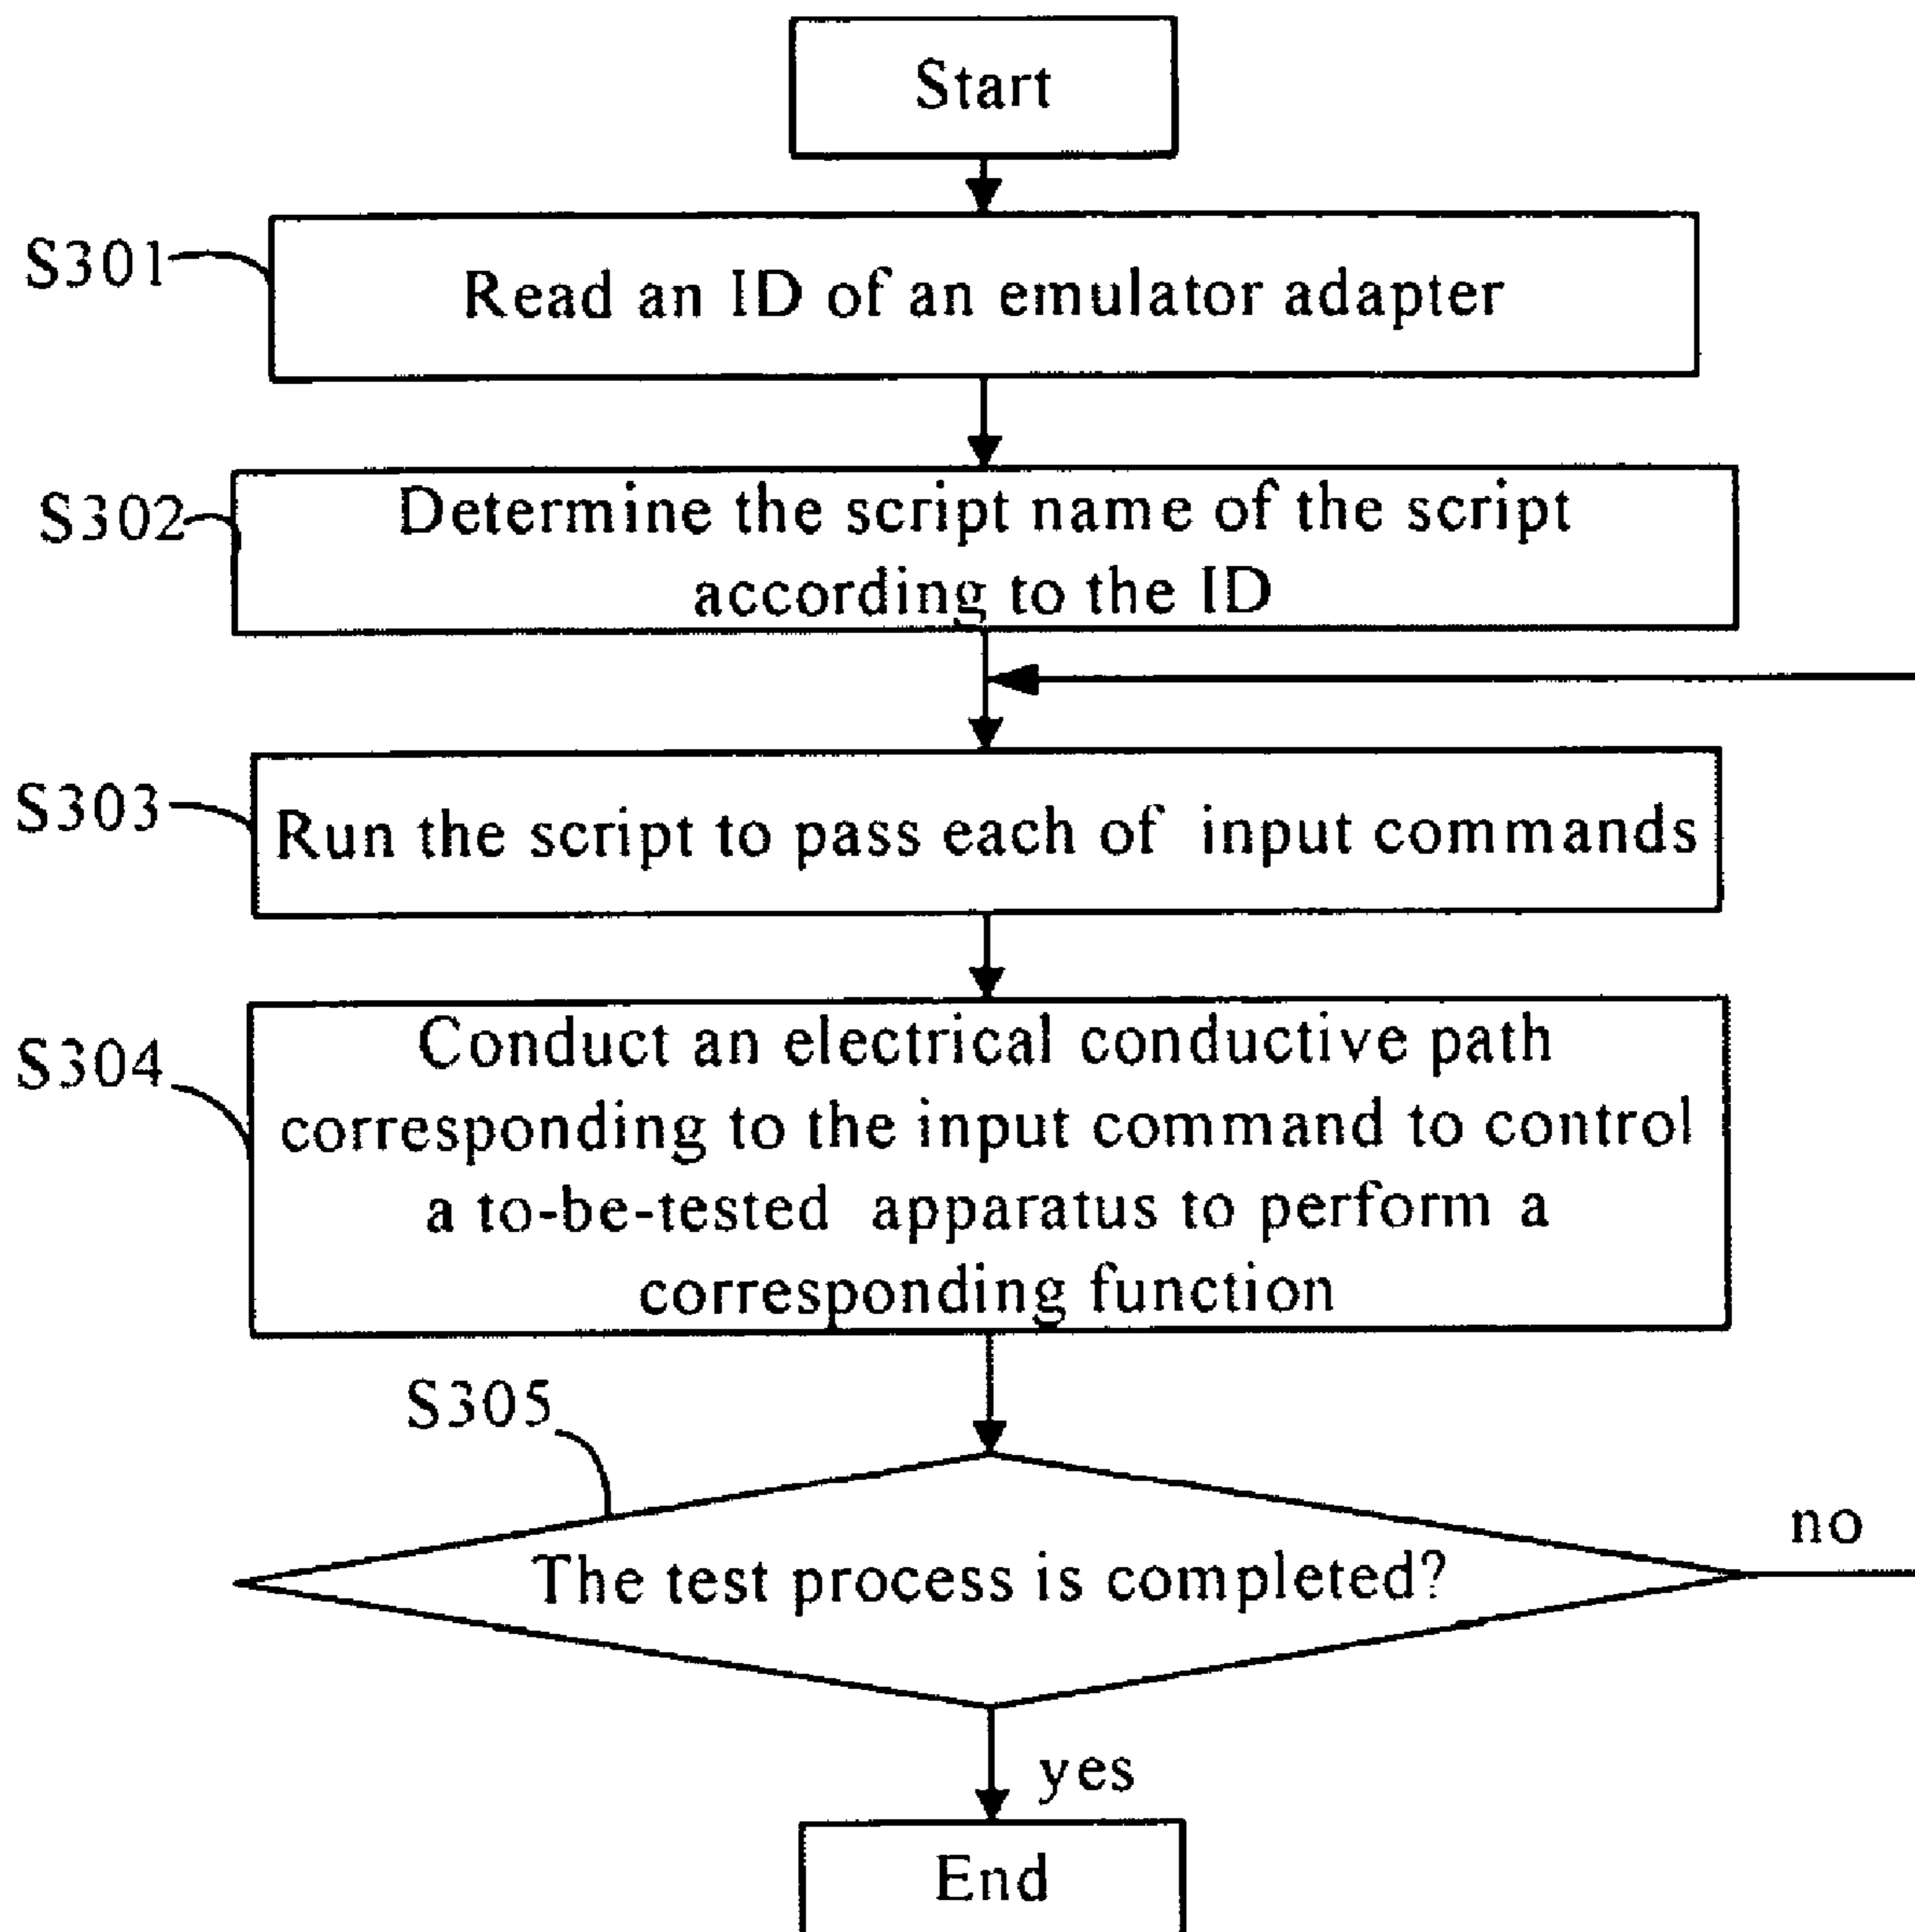 Start
S301
Read an ID of an emulator adapter
S302
Determine the script name of the script
according to the ID
S303
Run the script to pass each of input commands
S304
Conduct an electrical conductive path
corresponding to the input command to control
a to-be-tested apparatus to perform a
corresponding function
S305
The test process is completed?
no
yes
End